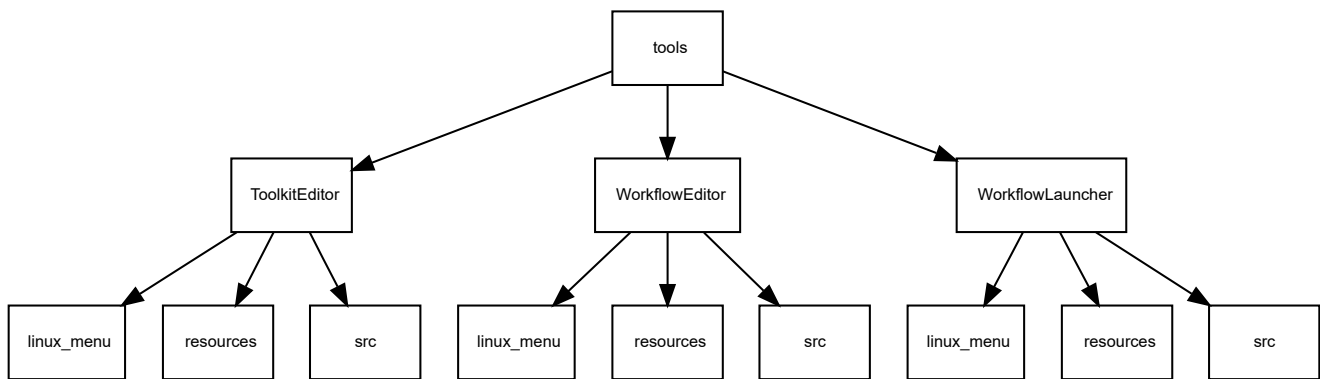 tools
ToolkitEditor
WorkflowEditor
WorkflowLauncher
linux_menu
resources
src
linux_menu
resources
src
linux_menu
resources
src